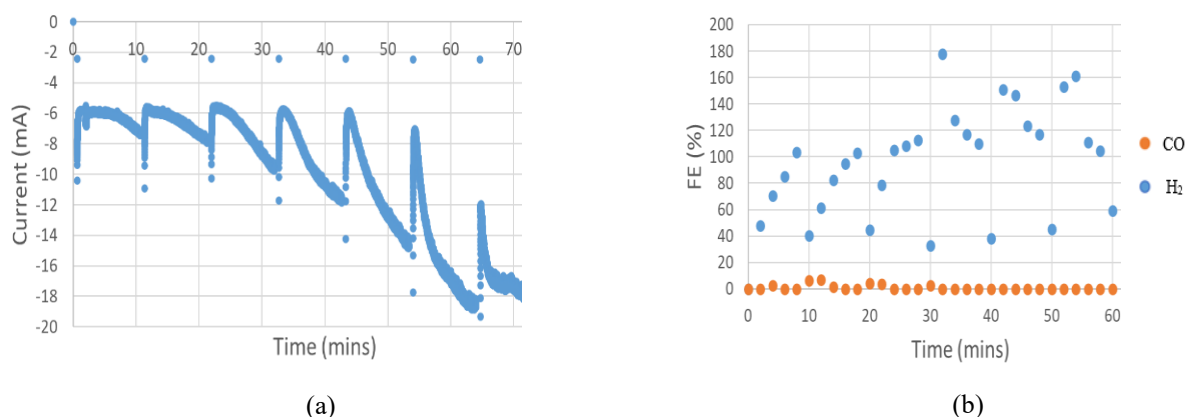 0
-2
-4
-6
-8
-10
-12
-14
-16
-18
-20
Current (mA)
0 10 20 30 40 50 60 70
Time (mins)
(a)
200
180
160
140
120
100
80
60
40
20
0
FE (%)
0 10 20 30 40 50 60
Time (mins)
CO
H₂
(b)